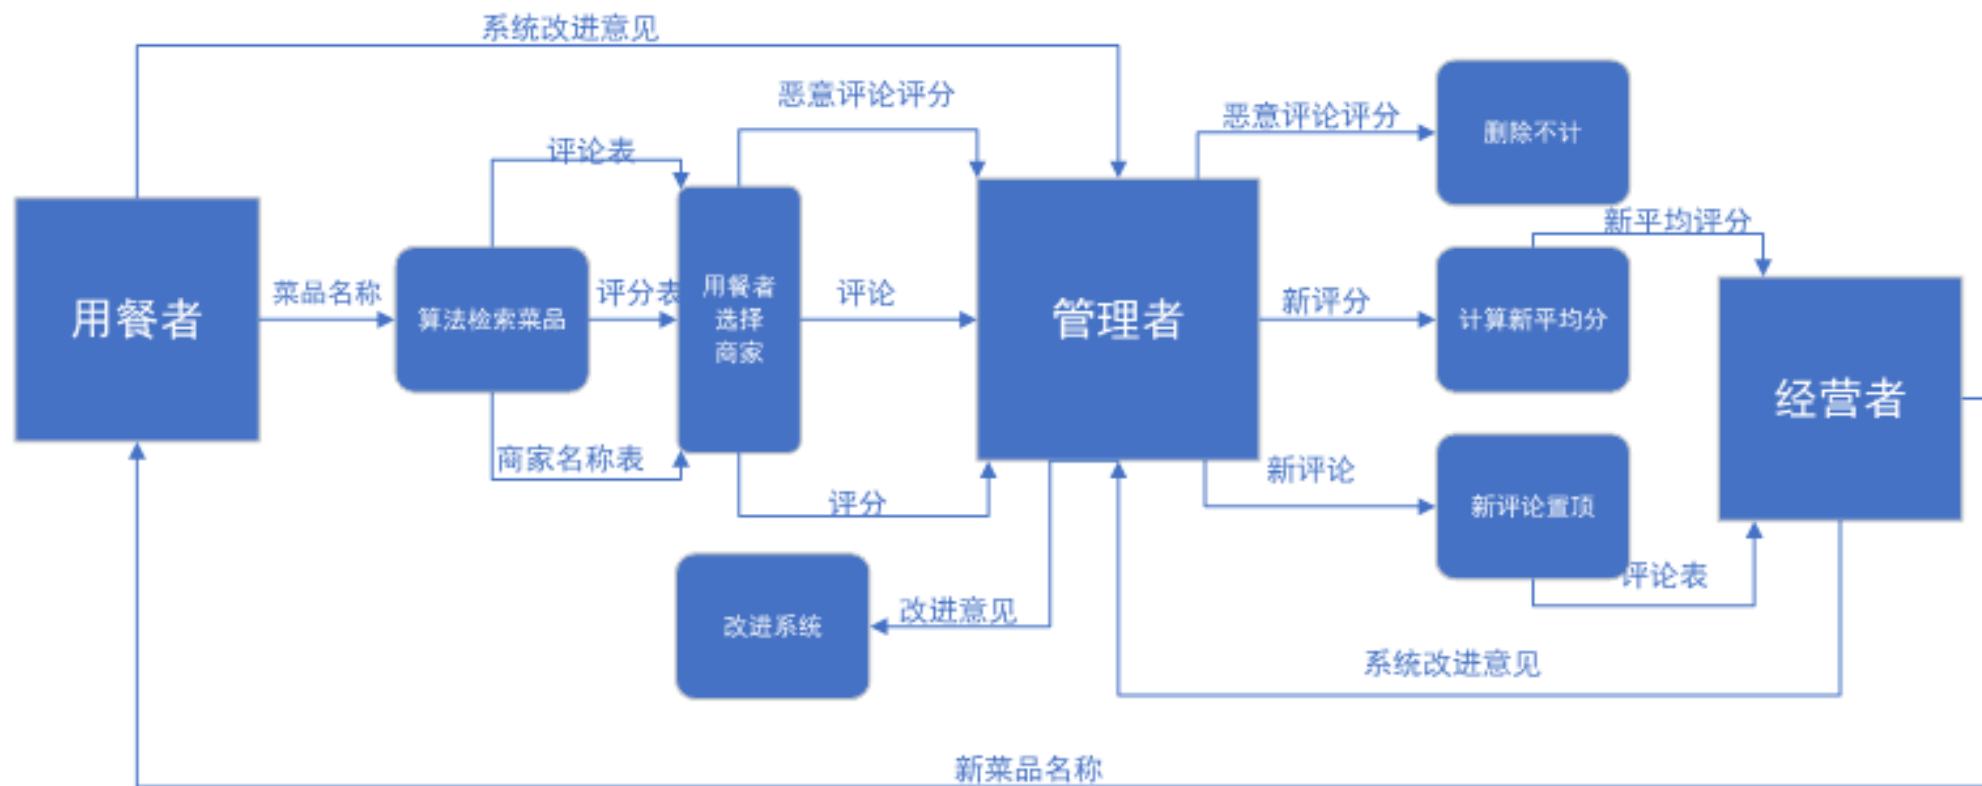 系统改进意见
恶意评论评分
恶意评论评分
删除不计
评论表
新平均评分
用餐者
菜品名称
算法检索菜品
评分表
用餐者
选择
商家
评论
管理者
新评分
计算新平均分
经营者
商家名称表
评分
新评论
新评论置顶
评论表
改进系统
改进意见
系统改进意见
新菜品名称